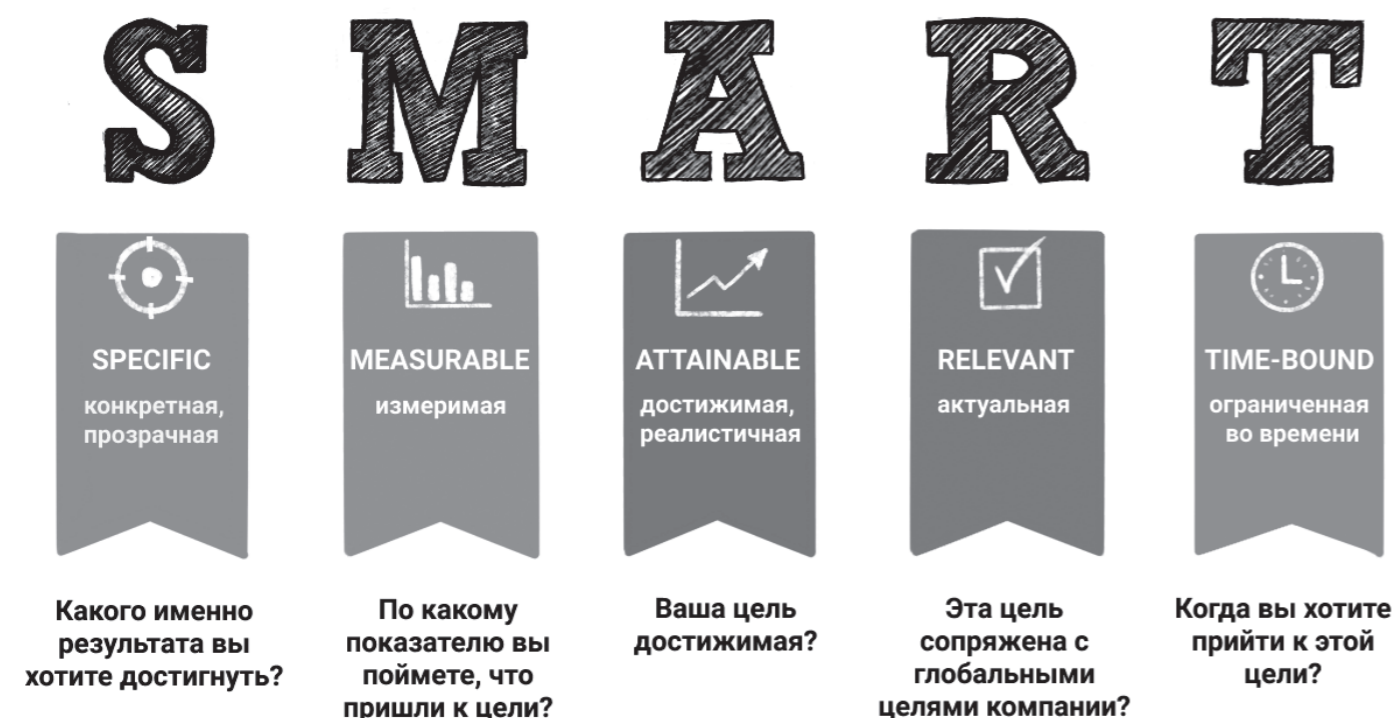 S M A R T
SPECIFIC
конкретная,
прозрачная
MEASURABLE
измеримая
ATTAINABLE
достижимая,
реалистичная
RELEVANT
актуальная
TIME-BOUND
ограниченная
во времени
Какого именно
результата вы
хотите достигнуть?
По какому
показателю вы
поймете, что
пришли к цели?
Ваша цель
достижимая?
Эта цель
сопряжена с
глобальными
целями компании?
Когда вы хотите
прийти к этой
цели?